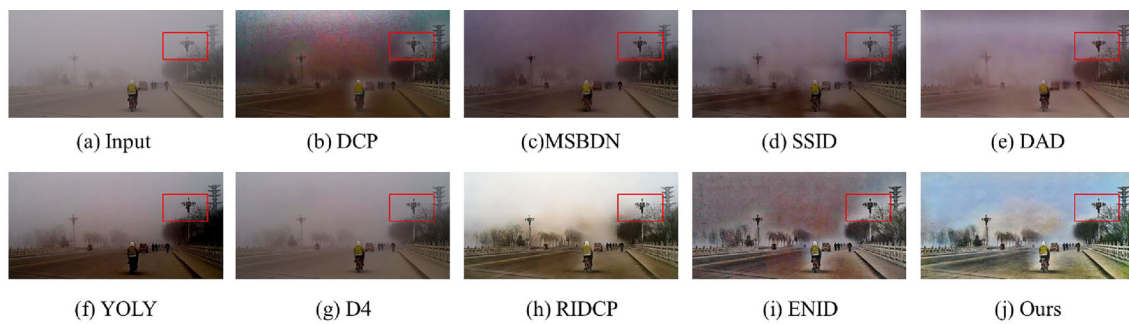 (a) Input
(b) DCP
(c)MSBDN
(d) SSID
(e) DAD
(f) YOLY
(g) D4
(h) RIDCP
(i) ENID
(j) Ours